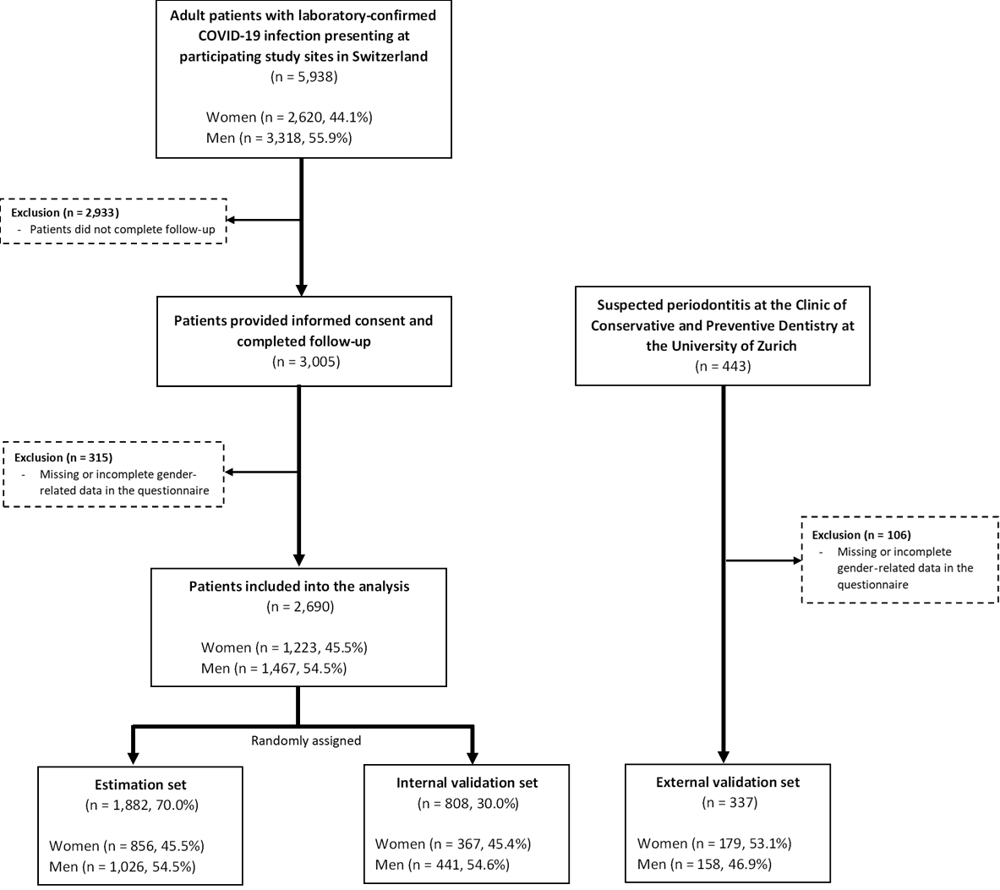 Adult patients with laboratory-confirmed
COVID-19 infection presenting at
participating study sites in Switzerland
(n = 5,938)
Women (n = 2,620, 44.1%)
Men (n = 3,318, 55.9%)
Exclusion (n = 2,933)
- Patients did not complete follow-up
Patients provided informed consent and
completed follow-up
(n = 3,005)
Exclusion (n = 315)
- Missing or incomplete gender-
related data in the questionnaire
Patients included into the analysis
(n = 2,690)
Women (n = 1,223, 45.5%)
Men (n = 1,467, 54.5%)
Randomly assigned
Estimation set
(n = 1,882, 70.0%)
Women (n = 856, 45.5%)
Men (n = 1,026, 54.5%)
Internal validation set
(n = 808, 30.0%)
Women (n = 367, 45.4%)
Men (n = 441, 54.6%)
Suspected periodontitis at the Clinic of
Conservative and Preventive Dentistry at
the University of Zurich
(n = 443)
Exclusion (n = 106)
- Missing or incomplete
gender-related data in the
questionnaire
External validation set
(n = 337)
Women (n = 179, 53.1%)
Men (n = 158, 46.9%)